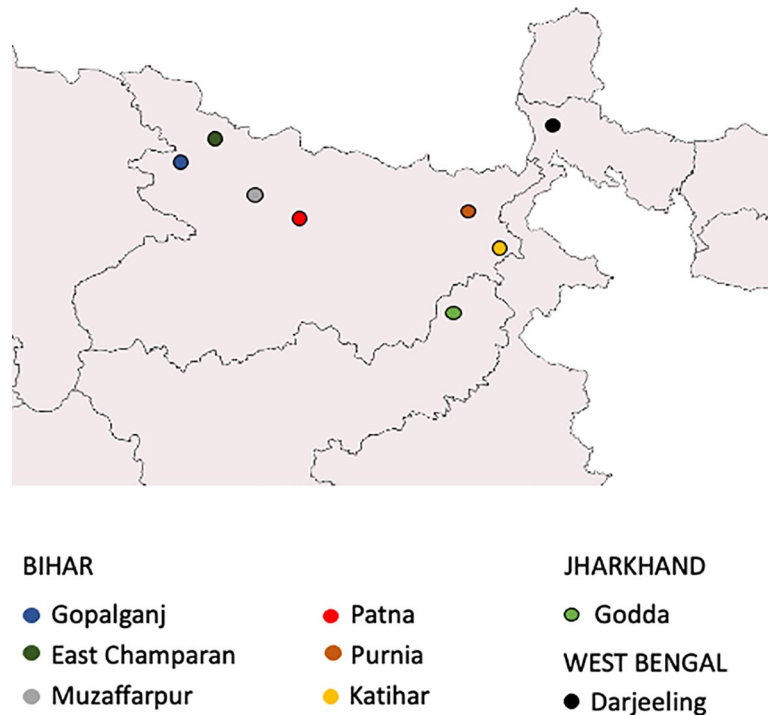 BIHAR
Gopalganj
East Champaran
Muzaffarpur
Patna
Purnia
Katihar
JHARKHAND
Godda
WEST BENGAL
Darjeeling